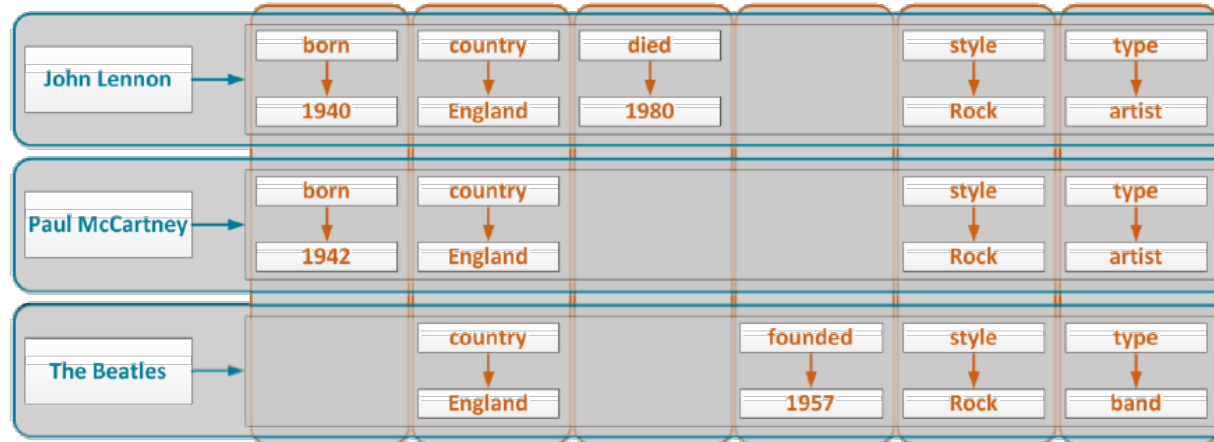 born country died style type
John Lennon
1940 England 1980 Rock artist
born country style type
Paul McCartney
1942 England Rock artist
country founded style type
The Beatles
England 1957 Rock band